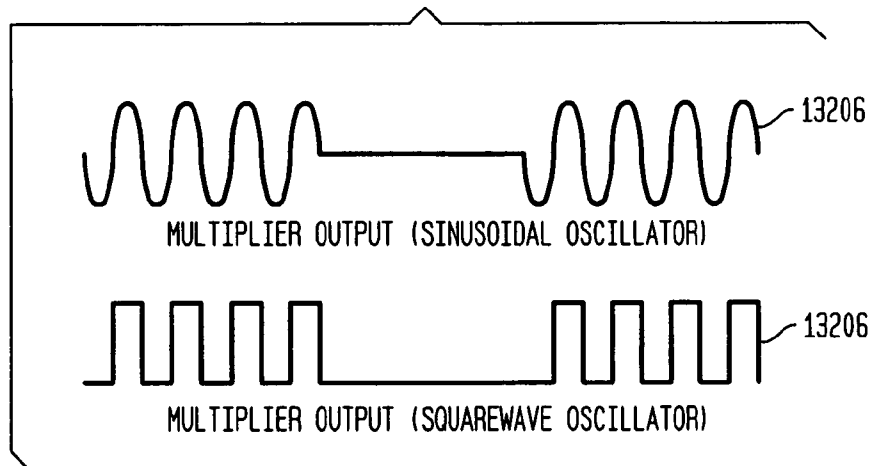 13206
MULTIPLIER OUTPUT (SINUSOIDAL OSCILLATOR)
13206
MULTIPLIER OUTPUT (SQUAREWAVE OSCILLATOR)